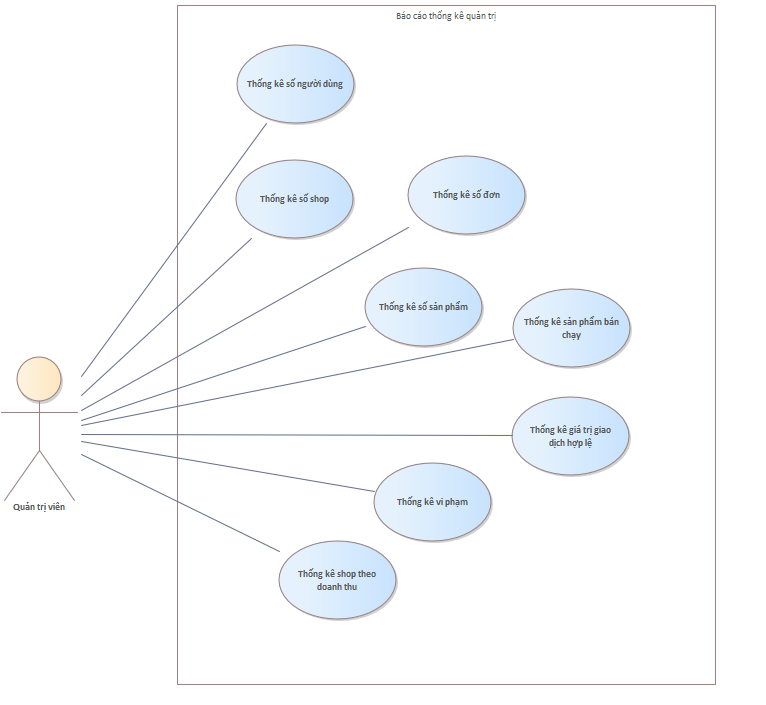 Báo cáo thống kê quản trị
Thống kê số người dùng
Thống kê số shop
Thống kê số đơn
Thống kê số sản phẩm
Thống kê sản phẩm bán
chạy
Thống kê giá trị giao
dịch hợp lệ
Thống kê vi phạm
Quản trị viên
Thống kê shop theo
doanh thu